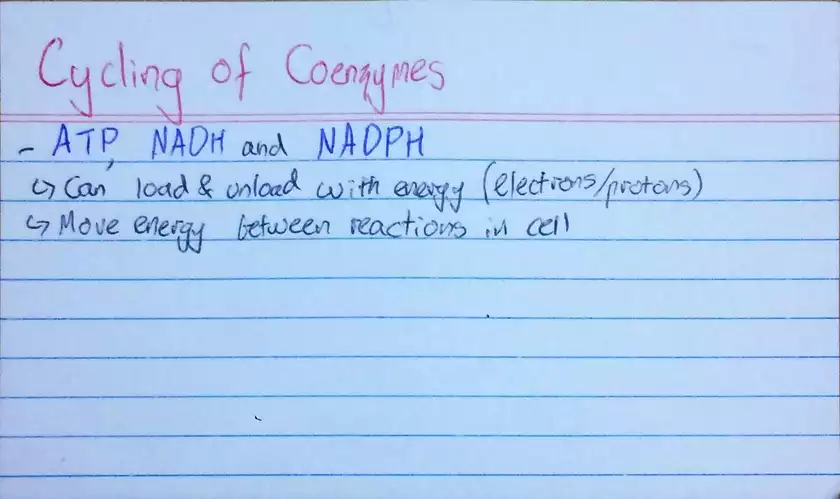 Cycling of Coenzymes
- ATP, NADH and NADPH
↳ Can load & unload with energy (electrons/protons)
↳ Move energy between reactions in cell